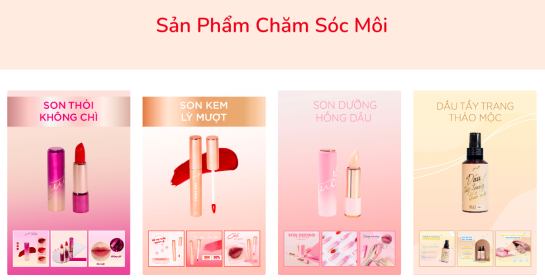 Sản Phẩm Chăm Sóc Môi
SON THỎI
KHÔNG CHÌ
SON KEM
LÝ MƯỢT
SON DƯỠNG
HỒNG DÂU
DẦU TẨY TRANG
THẢO MỘC